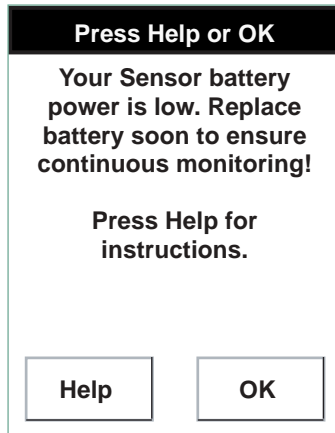 Press Help or OK
Your Sensor battery
power is low. Replace
battery soon to ensure
continuous monitoring!
Press Help for
instructions.
Help OK